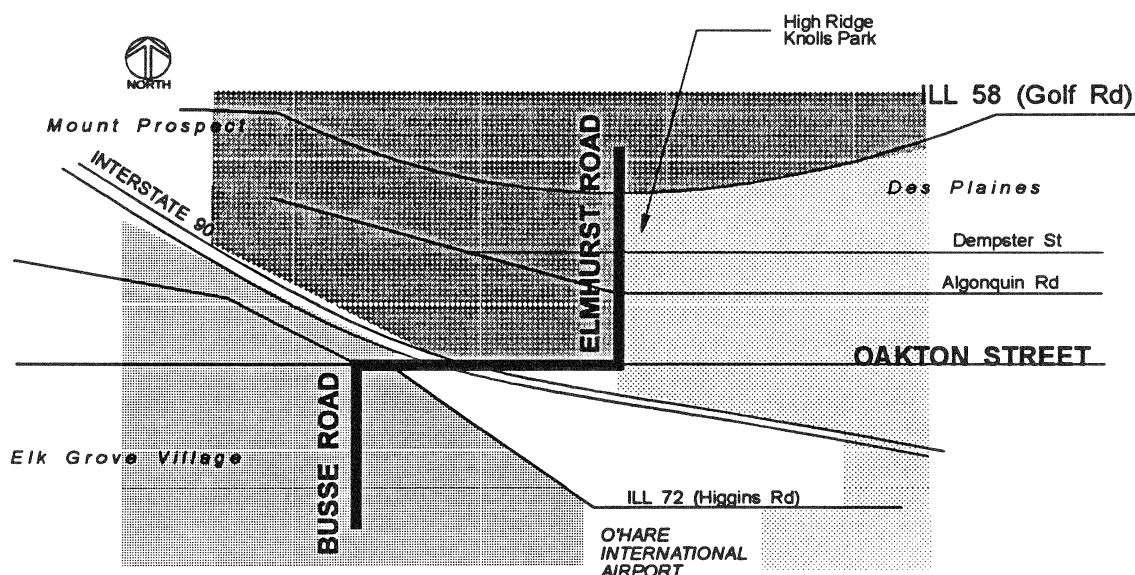 High Ridge
Knolls Park
NORTH
ILL 58 (Golf Rd)
Mount Prospect
INTERSTATE 90
ELMHURST ROAD
Des Plaines
Dempster St
Algonquin Rd
OAKTON STREET
BUSSE ROAD
Elk Grove Village
ILL 72 (Higgins Rd)
O'HARE
INTERNATIONAL
AIRPORT